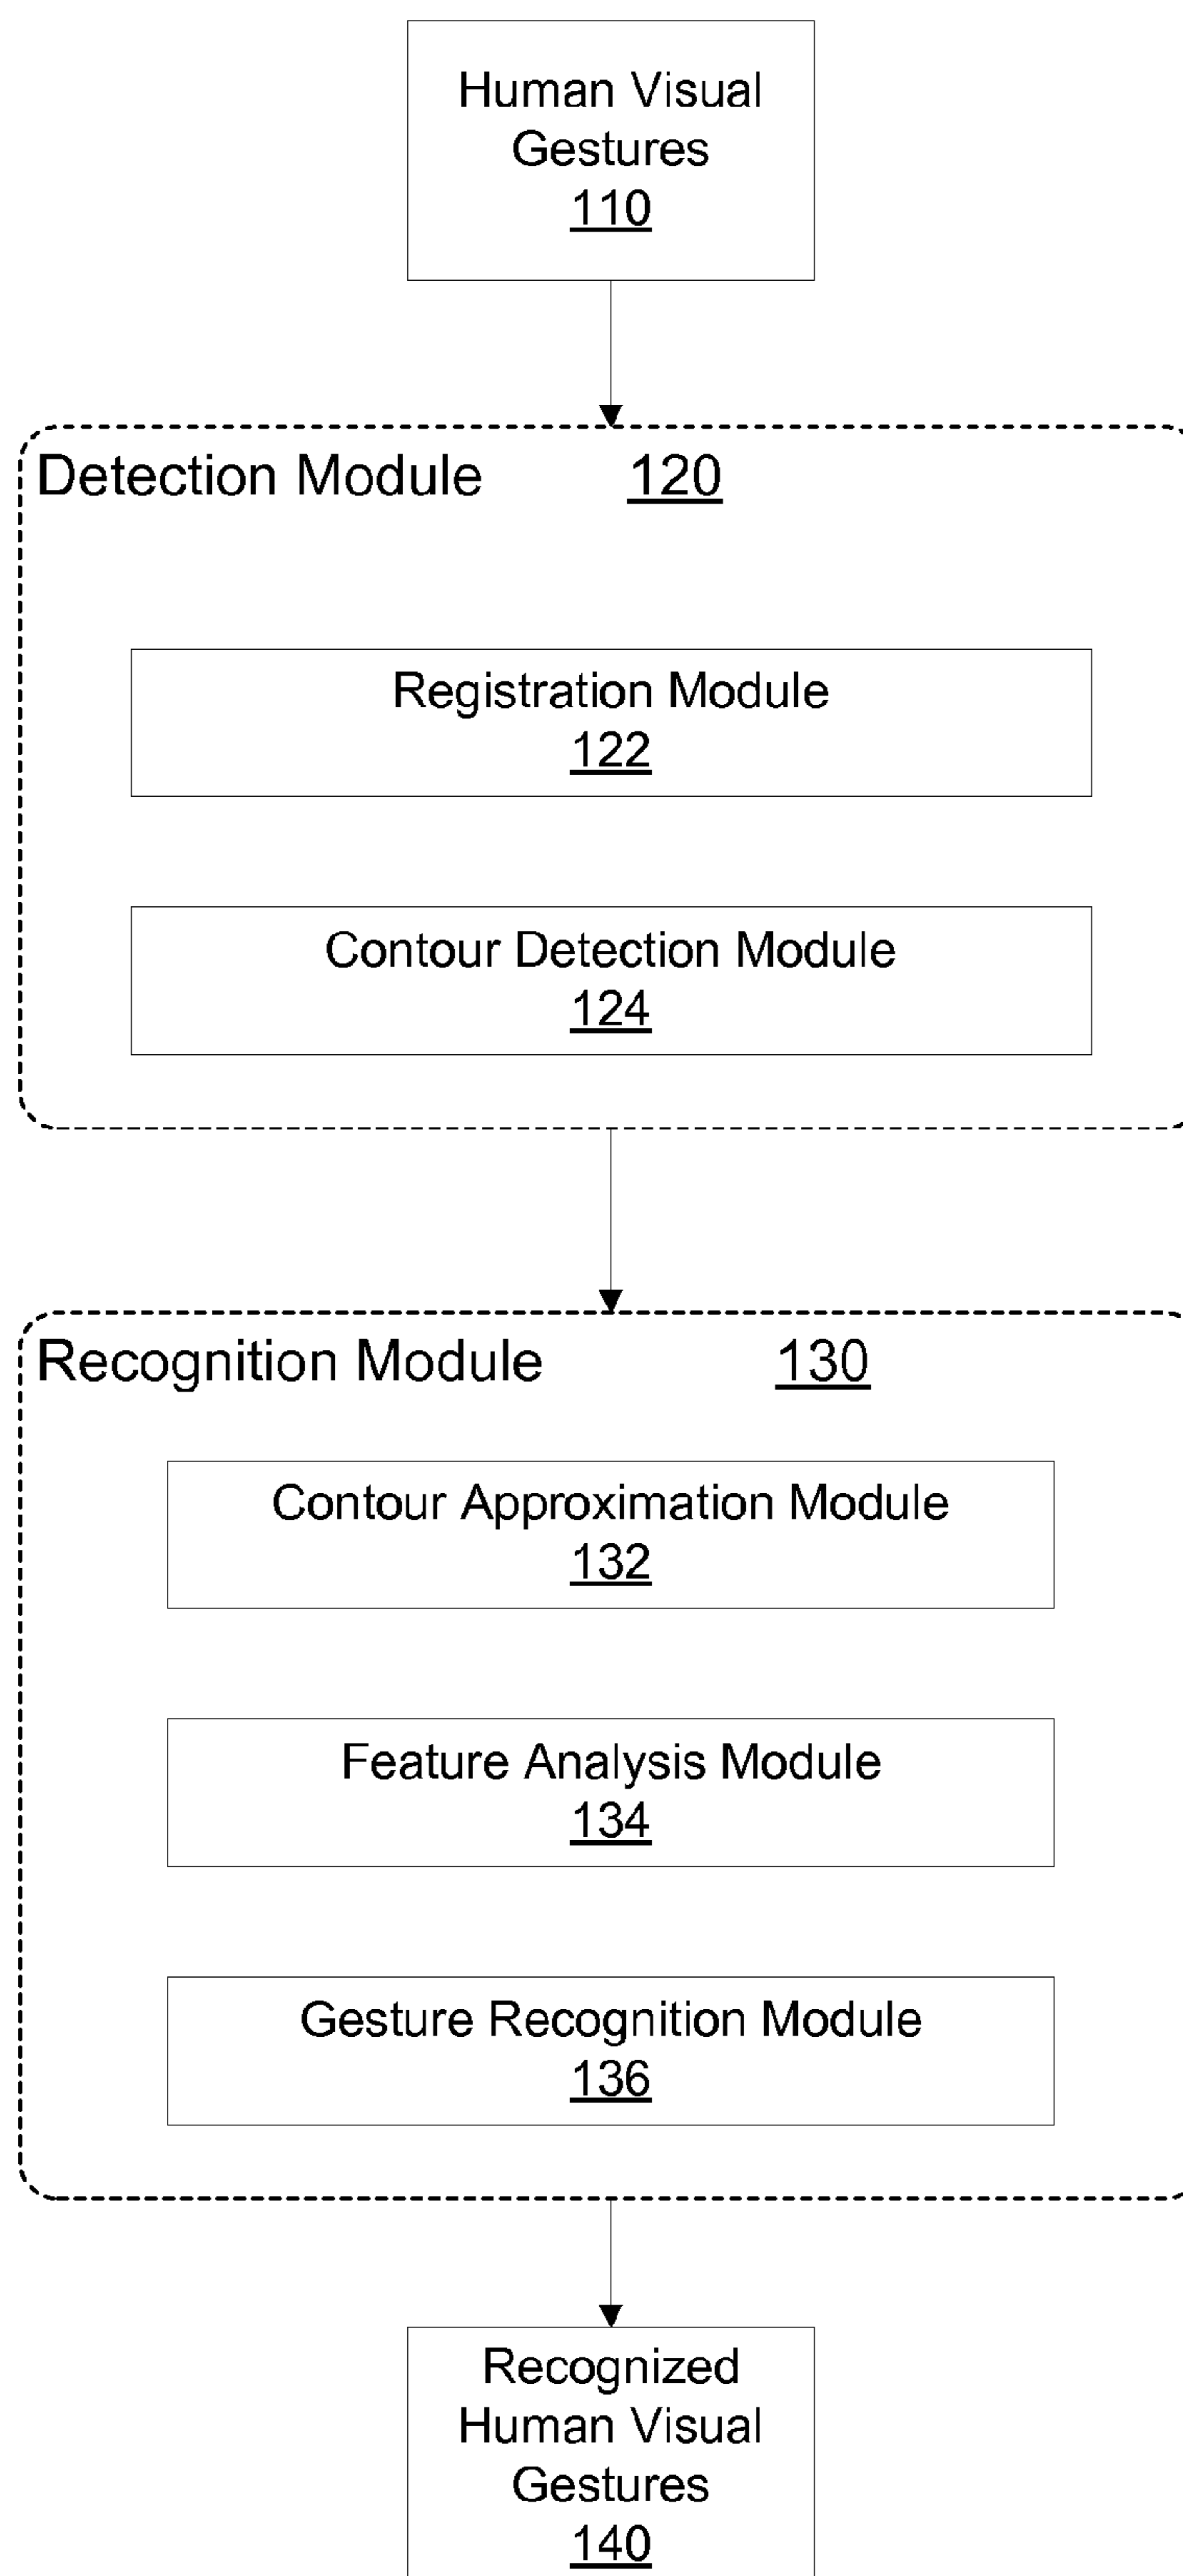 Human Visual
Gestures
110
Detection Module 120
Registration Module
122
Contour Detection Module
124
Recognition Module 130
Contour Approximation Module
132
Feature Analysis Module
134
Gesture Recognition Module
136
Recognized
Human Visual
Gestures
140